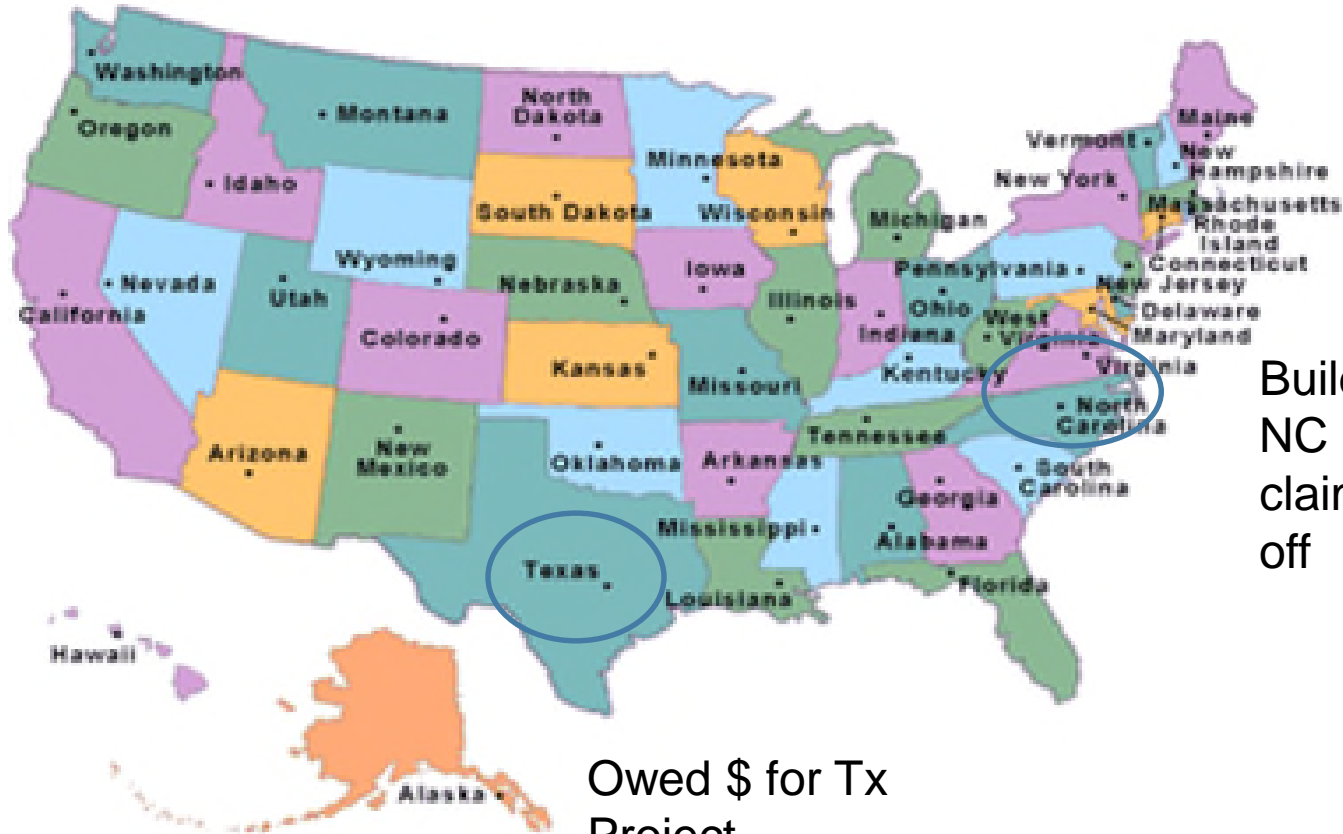 Washington
Montana
North
Dakota
Minnesota
Maine
Vermont
New
Hampshire
Oregon
Idaho
South Dakota
Wisconsin
Michigan
New York
Massachusetts
Rhode
Island
Connecticut
Wyoming
Nebraska
Iowa
Pennsylvania
New Jersey
Nevada
Utah
Illinois
Indiana
Ohio
West
Virginia
Delaware
Maryland
California
Colorado
Kansas
Missouri
Kentucky
Virginia
Arizona
New
Mexico
Oklahoma
Arkansas
Tennessee
North
Carolina
South
Carolina
Mississippi
Alabama
Georgia
Texas
Louisiana
Florida
Hawaii
Alaska
NC
off
Owed $ for Tx
Project